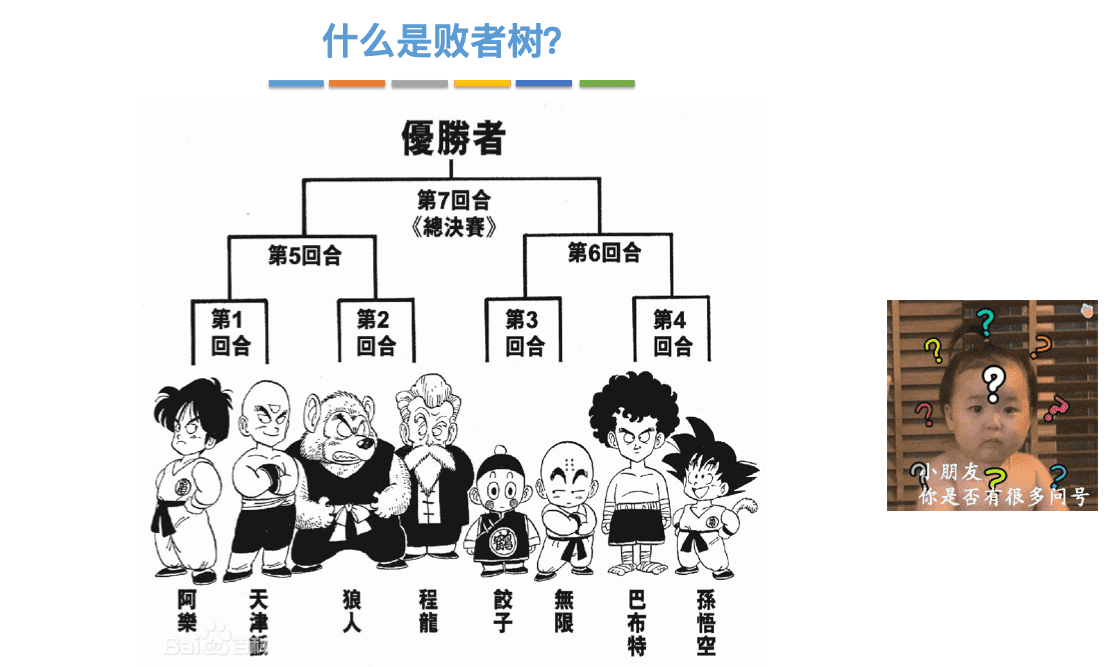 什么是败者树?
優勝者
第7回合
《總決賽》
第5回合
第6回合
第1
回合
第2
回合
第3
回合
第4
回合
阿樂
天津飯
狼人
程龍
餃子
無限
巴布特
孫悟空
Bai百科
小朋友
你是否有很多问号